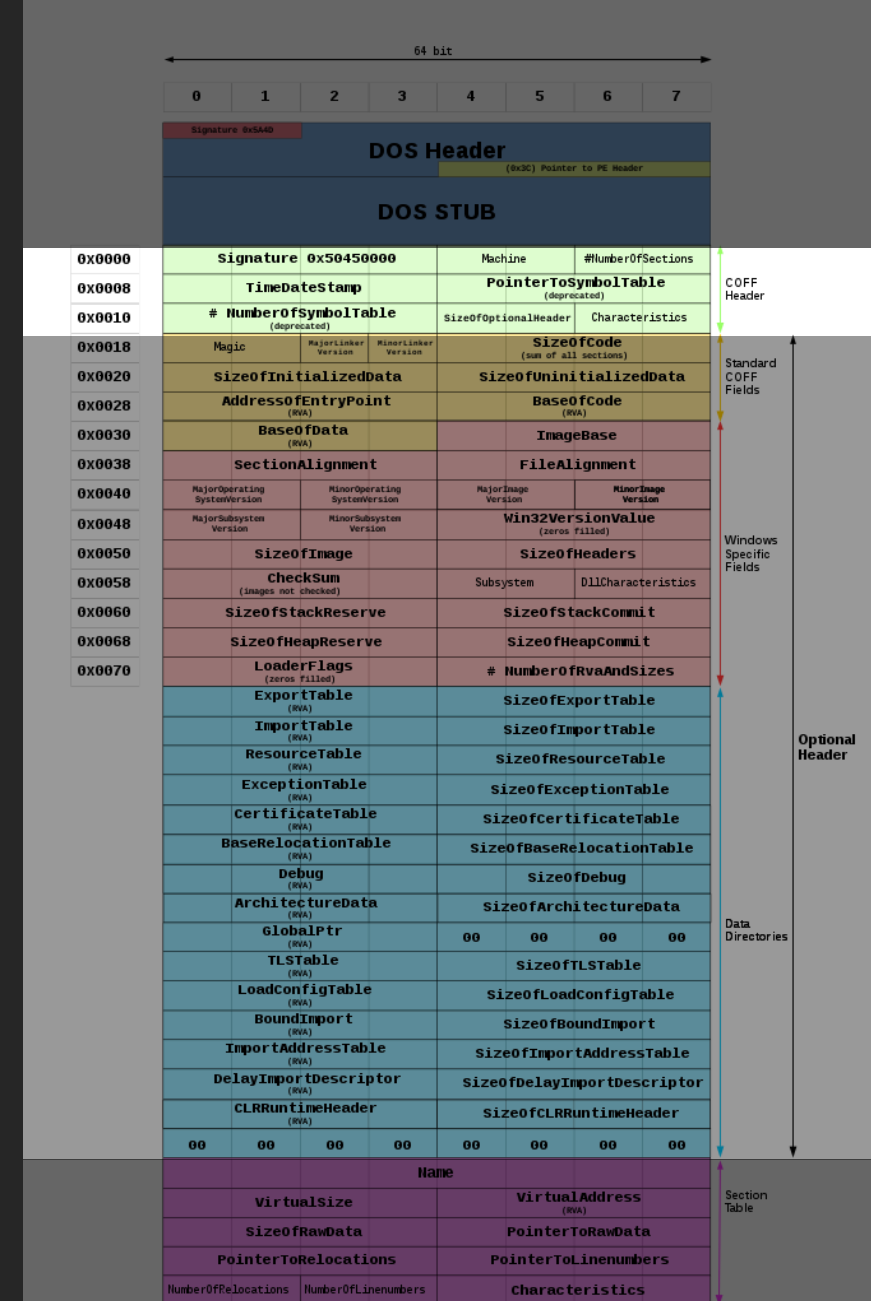 64 bit
0 1 2 3 4 5 6 7
Signature 0x5A4D
DOS Header
(0x3C) Pointer to PE Header
DOS STUB
0x0000 Signature 0x50450000 Machine #NumberOfSections
0x0008 TimeDateStamp PointerToSymbolTable
(deprecated)
COFF
Header
0x0010 # NumberOfSymbolTable SizeOfOptionalHeader Characteristics
(deprecated)
0x0018 Magic MajorLinker MinorLinker SizeOfCode
Version Version (sum of all sections)
Standard
COFF
Fields
0x0020 SizeOfInitializedData SizeOfUninitializedData
0x0028 AddressOfEntryPoint BaseOfCode
(RVA) (RVA)
0x0030 BaseOfData ImageBase
(RVA)
0x0038 SectionAlignment FileAlignment
0x0040 MajorOperating MinorOperating MajorImage MinorImage
SystemVersion SystemVersion Version Version
0x0048 MajorSubsystem MinorSubsystem Win32VersionValue
Version Version (zeros filled)
Windows
Specific
Fields
0x0050 SizeOfImage SizeOfHeaders
0x0058 CheckSum Subsystem DllCharacteristics
(images not checked)
0x0060 SizeOfStackReserve SizeOfStackCommit
0x0068 SizeOfHeapReserve SizeOfHeapCommit
0x0070 LoaderFlags # NumberOfRvaAndSizes
(zeros filled)
ExportTable SizeOfExportTable
(RVA)
ImportTable SizeOfImportTable
(RVA)
Optional
Header
ResourceTable SizeOfResourceTable
(RVA)
ExceptionTable SizeOfExceptionTable
(RVA)
CertificateTable SizeOfCertificateTable
(RVA)
BaseRelocationTable SizeOfBaseRelocationTable
(RVA)
Debug SizeOfDebug
(RVA)
ArchitectureData SizeOfArchitectureData
(RVA)
Data
Directories
GlobalPtr 00 00 00 00
(RVA)
TLSTable SizeOfTLSTable
(RVA)
LoadConfigTable SizeOfLoadConfigTable
(RVA)
BoundImport SizeOfBoundImport
(RVA)
ImportAddressTable SizeOfImportAddressTable
(RVA)
DelayImportDescriptor SizeOfDelayImportDescriptor
(RVA)
CLRRuntimeHeader SizeOfCLRRuntimeHeader
(RVA)
00 00 00 00 00 00 00 00
Name
Section
Table
VirtualSize VirtualAddress
(RVA)
SizeOfRawData PointerToRawData
PointerToRelocations PointerToLinenumbers
NumberOfRelocations NumberOfLinenumbers Characteristics